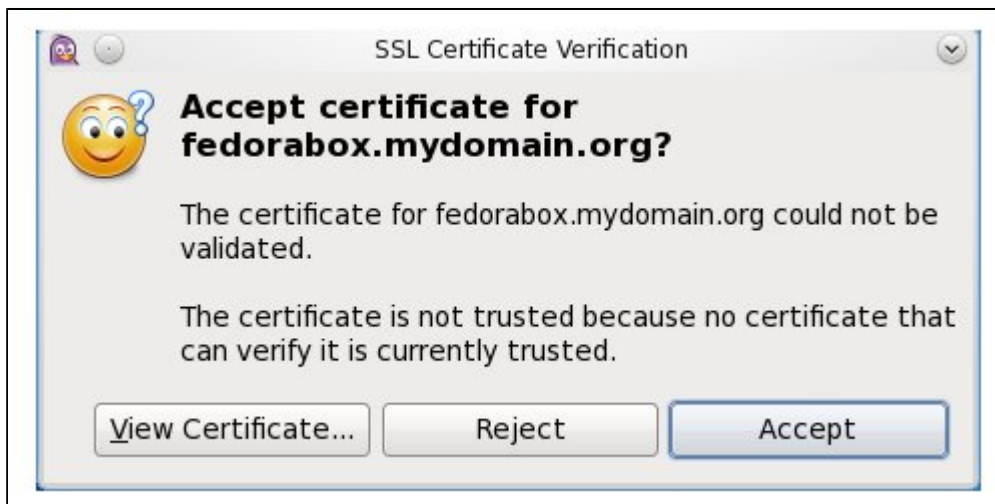 SSL Certificate Verification
Accept certificate for
fedorabox.mydomain.org?
The certificate for fedorabox.mydomain.org could not be
validated.
The certificate is not trusted because no certificate that
can verify it is currently trusted.
View Certificate...
Reject
Accept